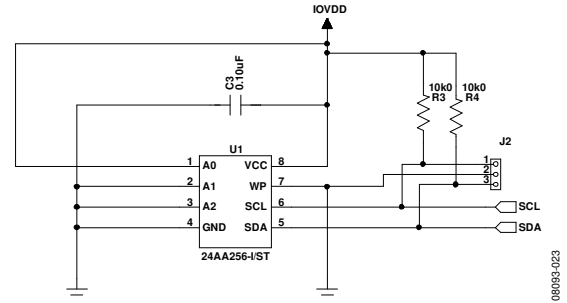 IOVDD
C3
0.10uF
10k0 10k0
R3 R4
J2
1
2
3
U1
1 A0 VCC 8
2 A1 WP 7
3 A2 SCL 6
4 GND SDA 5
24AA256-I/ST
SCL
SDA
08093-023